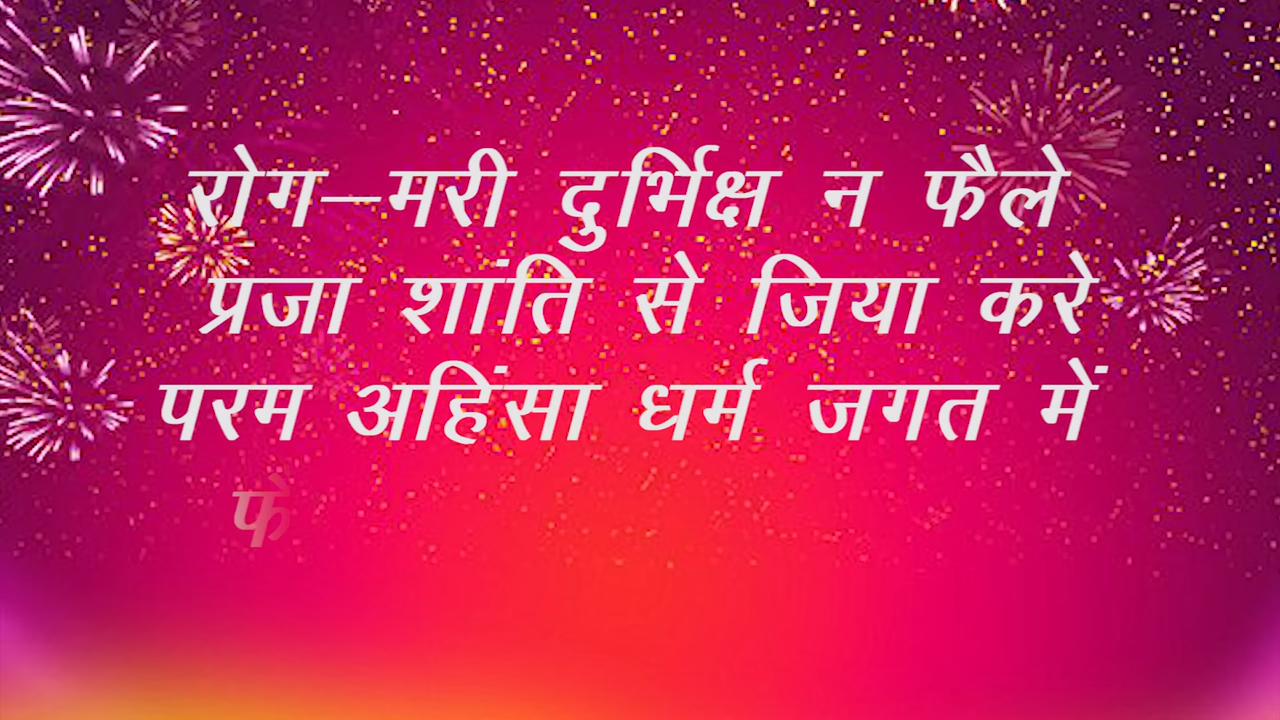 रोग–मरी दुर्भिक्ष न फैले
प्रजा शांति से जिया करे
परम अहिंसा धर्म जगत में